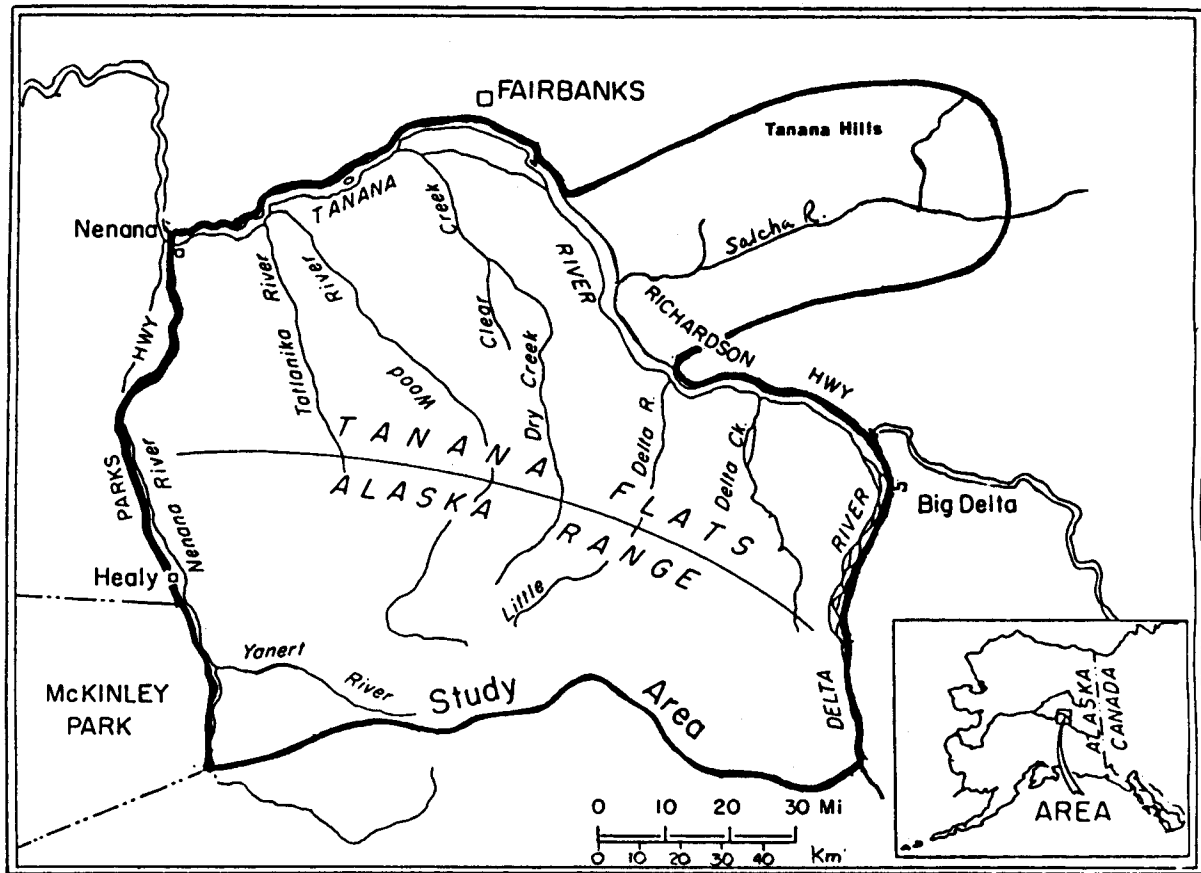 FAIRBANKS
Tanana Hills
TANANA
RIVER
Nenana
Creek
Clear
Salcha R.
RICHARDSON
HWY
HWY
PARKS
Totlanika River
Wood River
Dry Creek
Delta R.
Little
Delta Ck.
TANANA FLATS
ALASKA RANGE
Nenana River
Big Delta
RIVER
DELTA
Healy
Yanert River
McKINLEY
PARK
Study Area
0 10 20 30 Mi
0 10 20 30 40 Km
ALASKA
CANADA
AREA